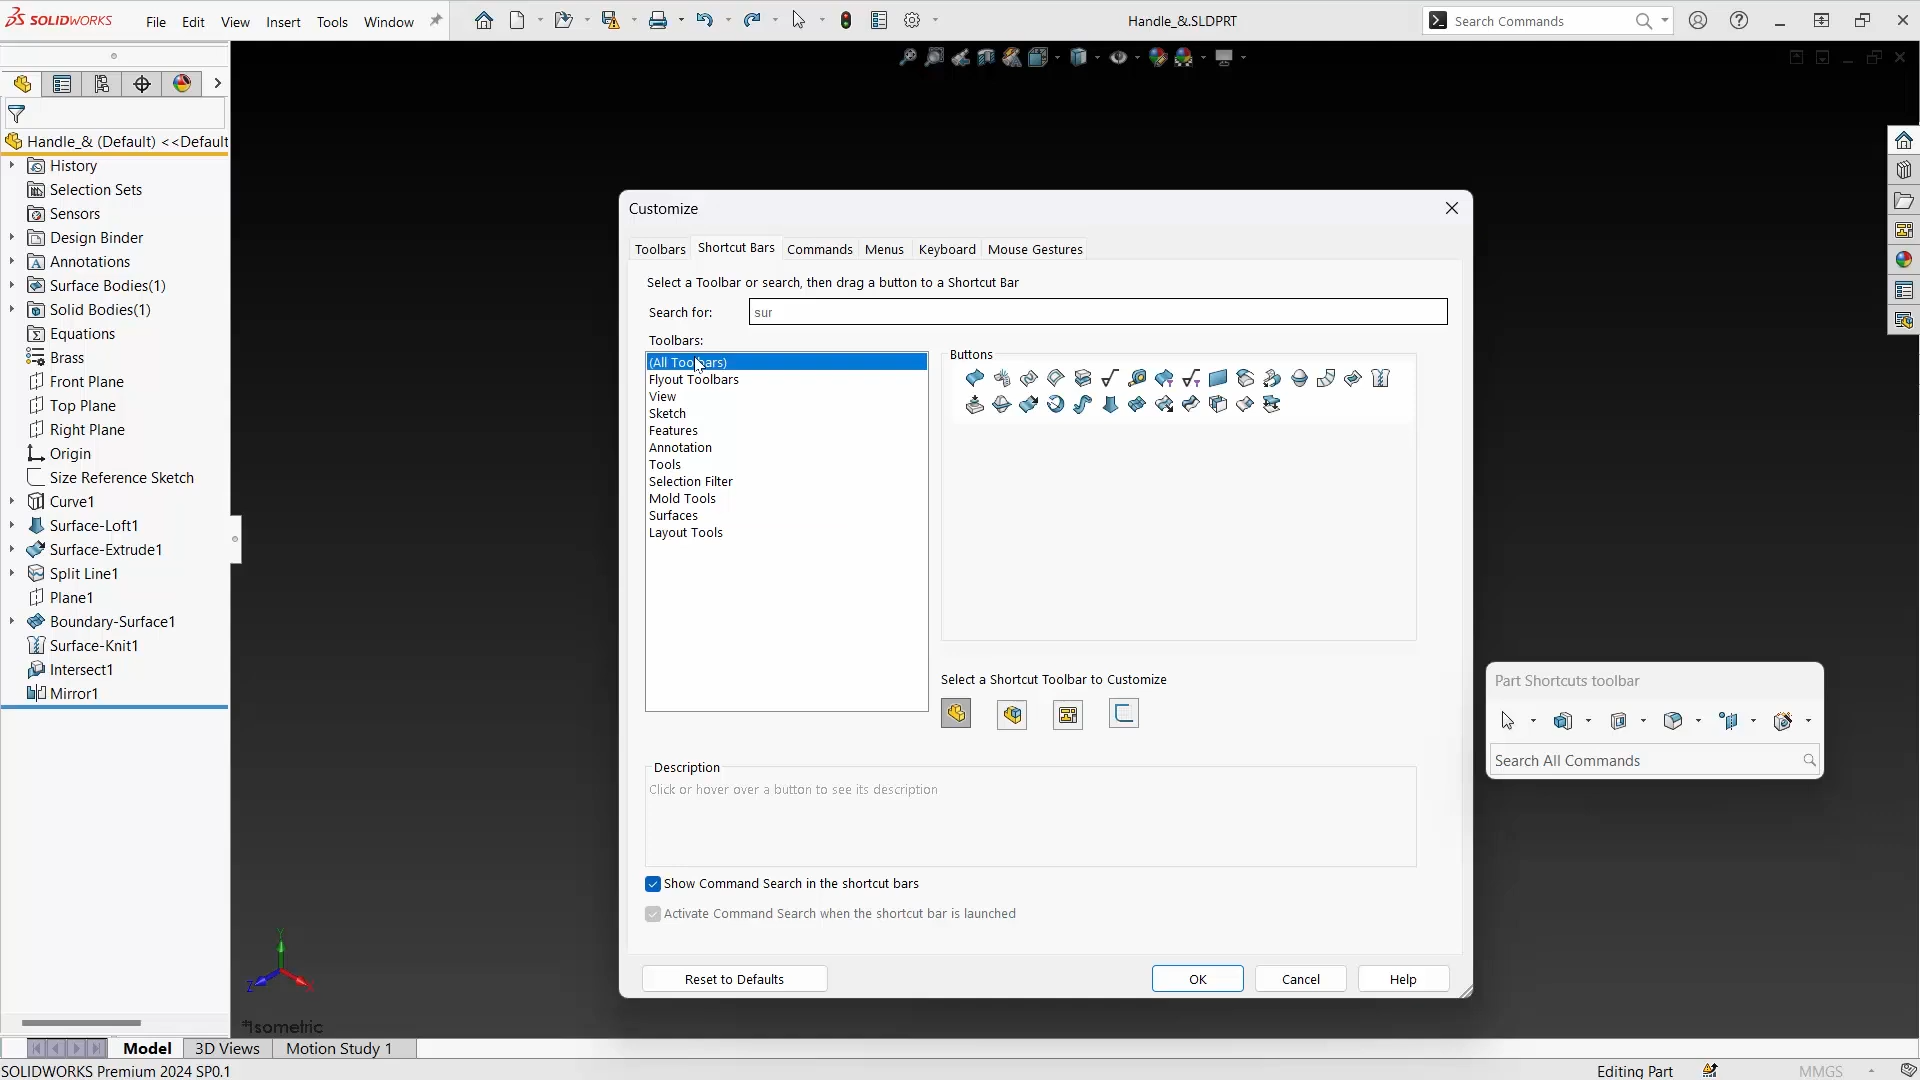 SOLIDWORKS
File Edit View Insert Tools Window
Handle_&.SLDPRT
Search Commands
Handle_& (Default) <<Default
History
Selection Sets
Sensors
Design Binder
Annotations
Surface Bodies(1)
Solid Bodies(1)
Equations
Brass
Front Plane
Top Plane
Right Plane
Origin
Size Reference Sketch
Curve1
Surface-Loft1
Surface-Extrude1
Split Line1
Plane1
Boundary-Surface1
Surface-Knit1
Intersect1
Mirror1
Customize
Toolbars Shortcut Bars Commands Menus Keyboard Mouse Gestures
Select a Toolbar or search, then drag a button to a Shortcut Bar
Search for: sur
Toolbars:
(All Toolbars)
Flyout Toolbars
View
Sketch
Features
Annotation
Tools
Selection Filter
Mold Tools
Surfaces
Layout Tools
Buttons
Select a Shortcut Toolbar to Customize
Description
Click or hover over a button to see its description
Show Command Search in the shortcut bars
Activate Command Search when the shortcut bar is launched
Reset to Defaults OK Cancel Help
Part Shortcuts toolbar
Search All Commands
Y
Z X
*Isometric
Model 3D Views Motion Study 1
SOLIDWORKS Premium 2024 SP0.1
Editing Part MMGS